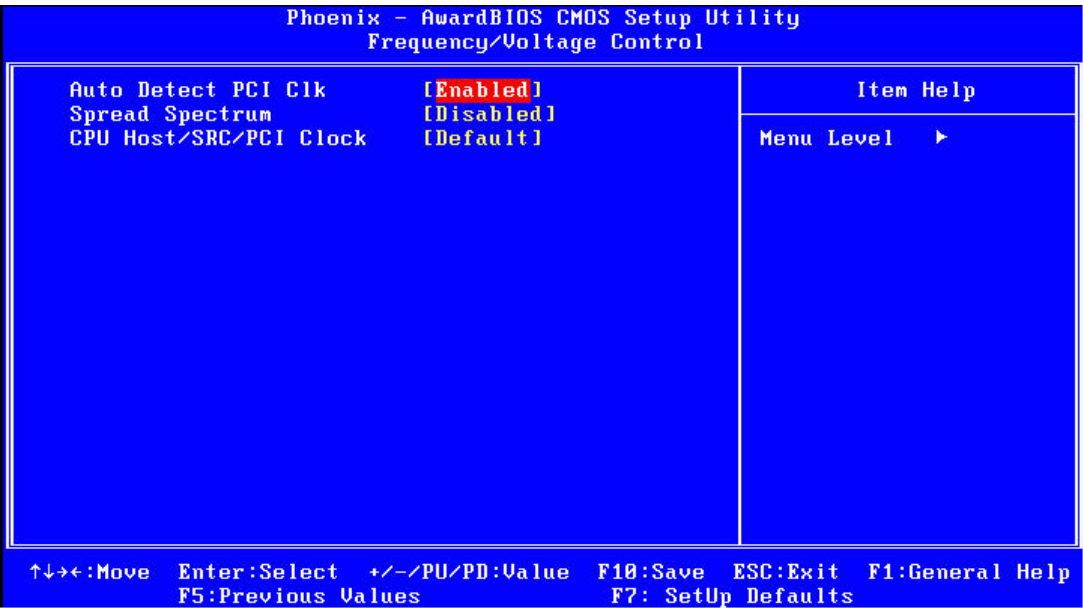 Phoenix - AwardBIOS CMOS Setup Utility
Frequency/Voltage Control
Auto Detect PCI Clk [Enabled]
Spread Spectrum [Disabled]
CPU Host/SRC/PCI Clock [Default]
Item Help
Menu Level ►
↑↓→←:Move Enter:Select +/-/PU/PD:Value F10:Save ESC:Exit F1:General Help
F5:Previous Values F7: SetUp Defaults